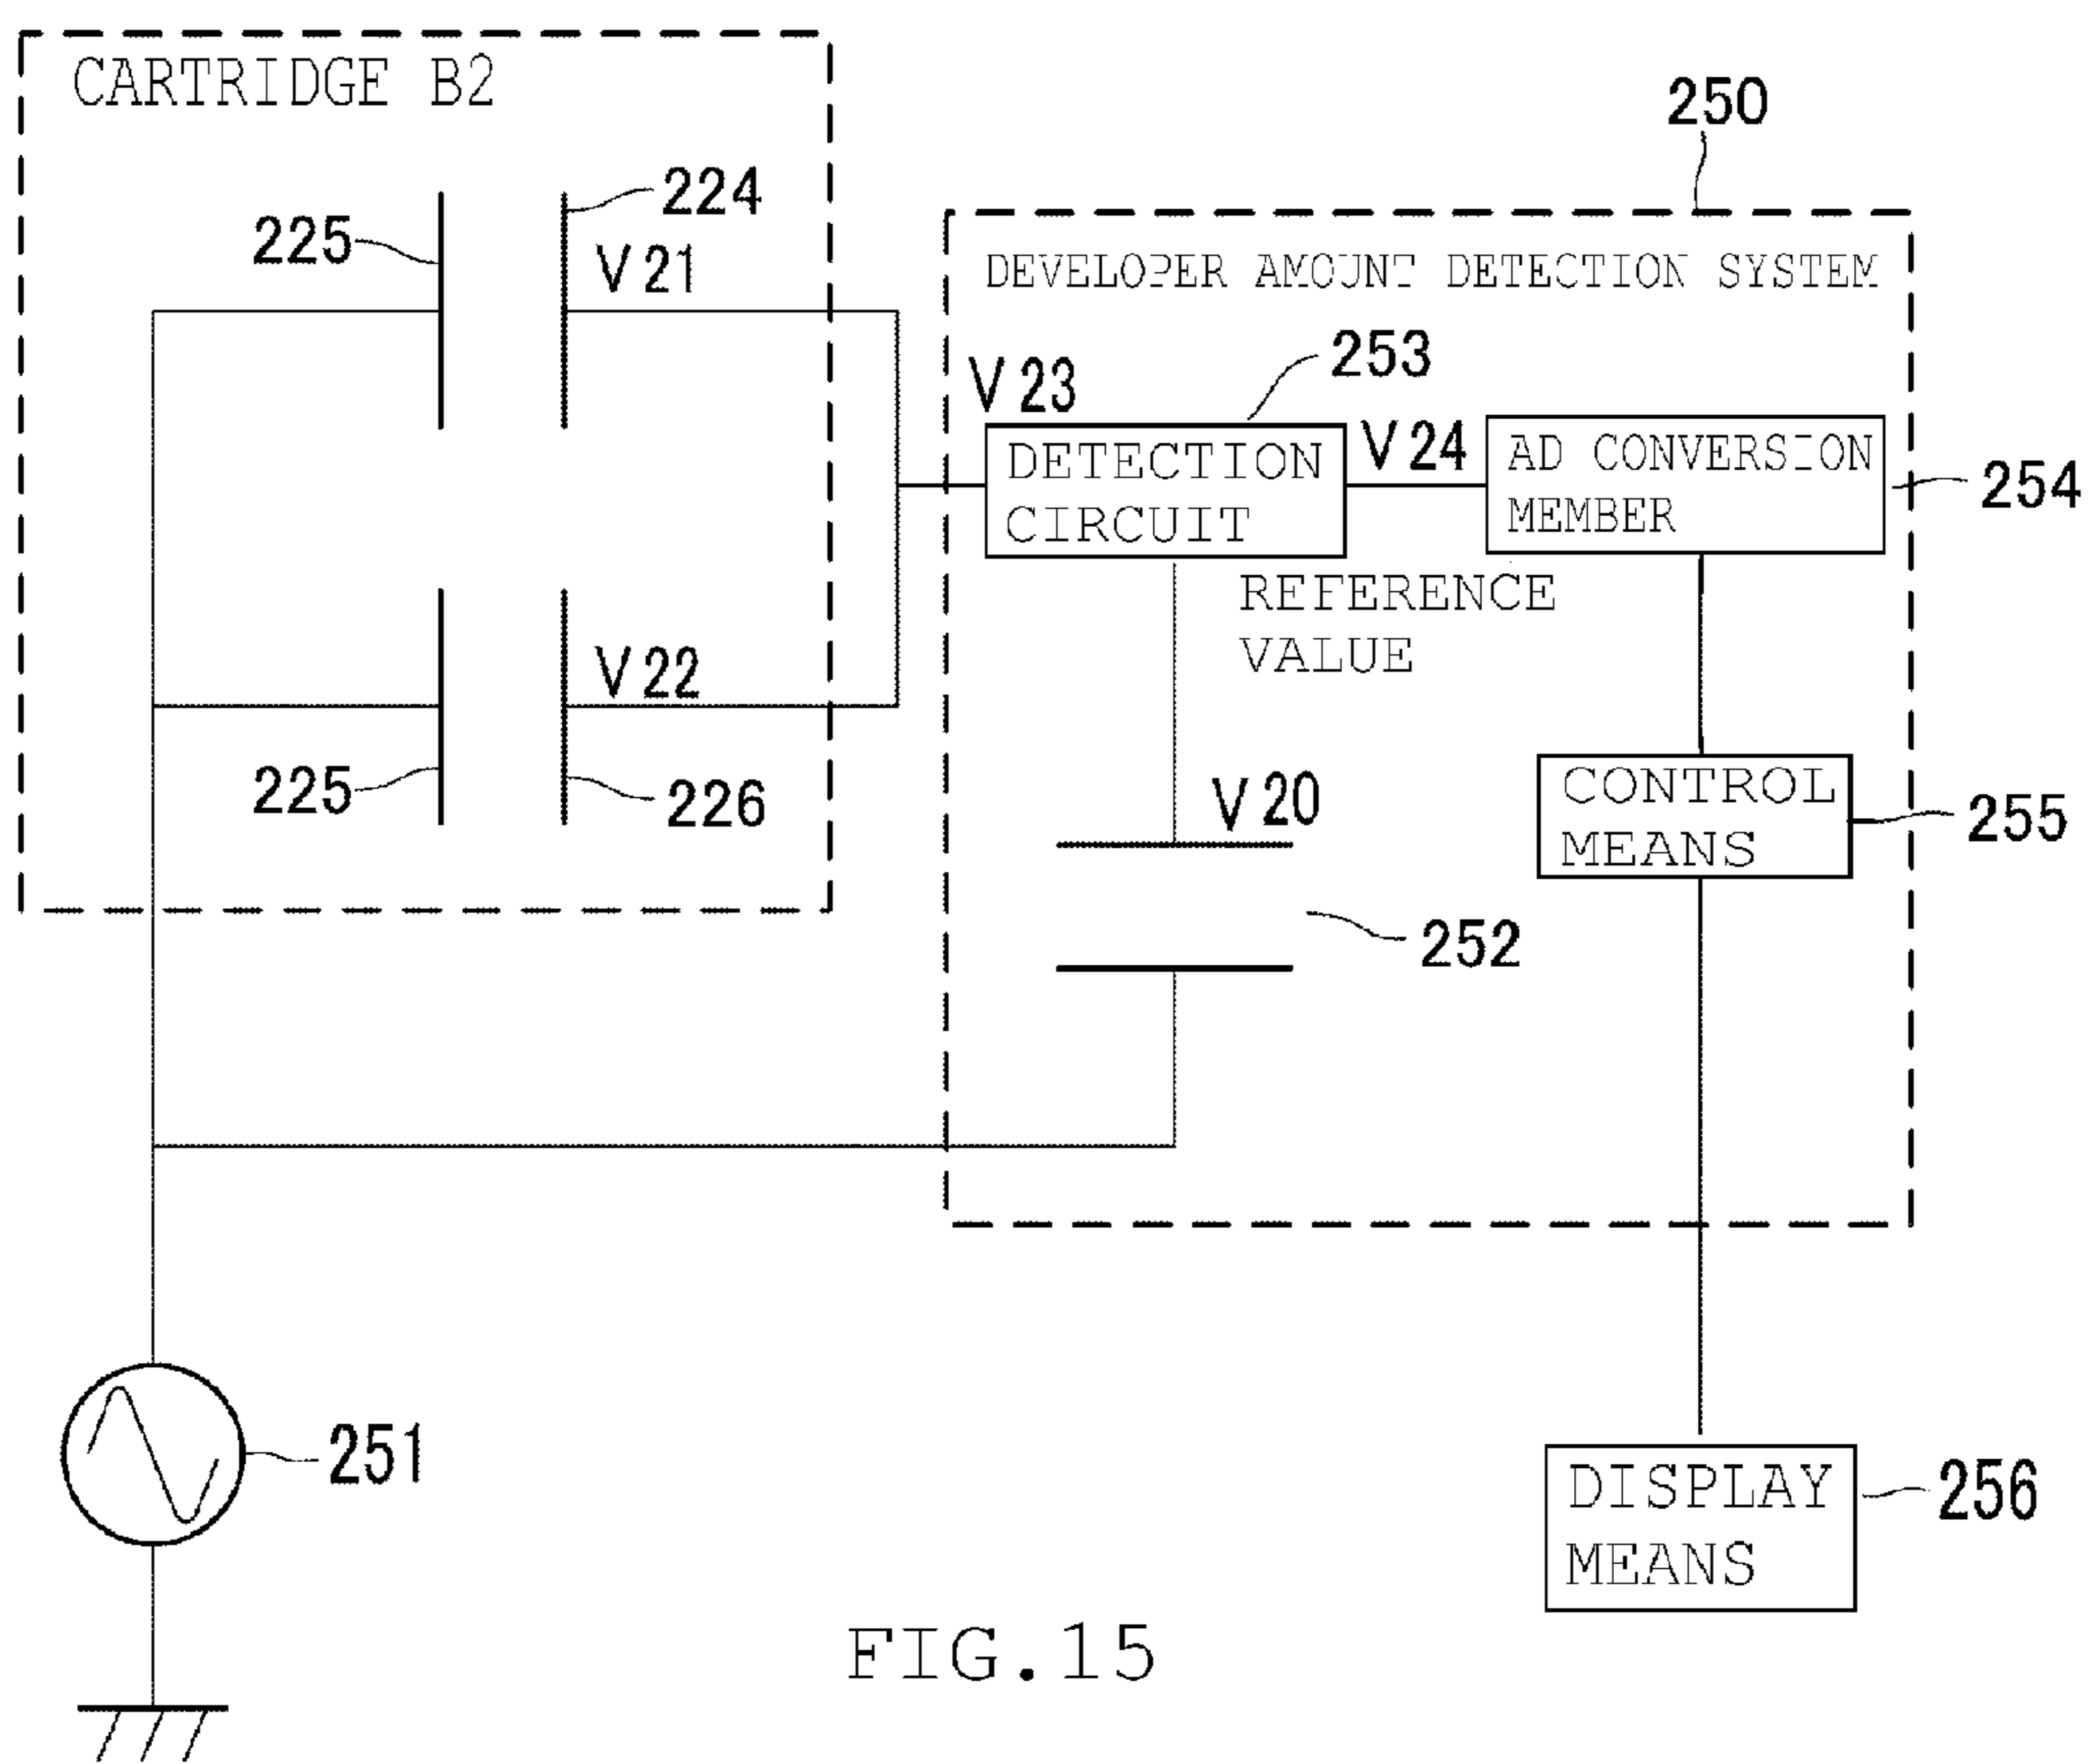 CARTRIDGE B2
250
224
225
V21
DEVELOPER AMOUNT DETECTION SYSTEM
253
V23
DETECTION
CIRCUIT
V24
AD CONVERSION
MEMBER
254
REFERENCE
VALUE
V22
225
226
V20
CONTROL
MEANS
255
252
251
DISPLAY
MEANS
256
FIG.15